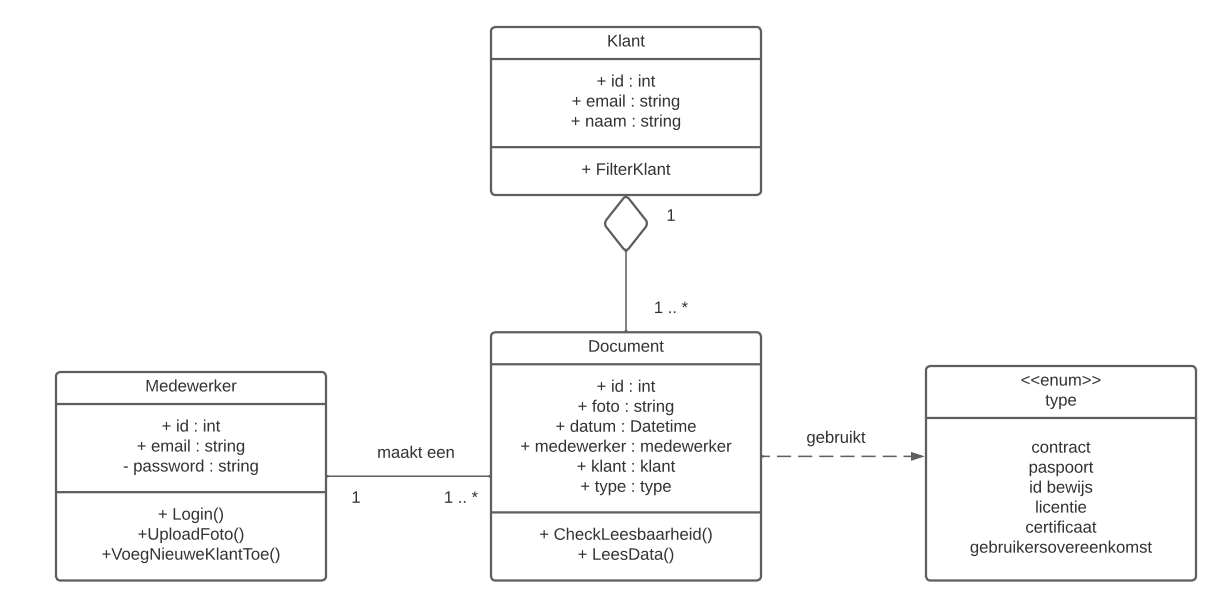 Klant
+ id : int
+ email : string
+ naam : string
+ FilterKlant
1
1 .. *
Document
+ id : int
+ foto : string
+ datum : Datetime
+ medewerker : medewerker
+ klant : klant
+ type : type
+ CheckLeesbaarheid()
+ LeesData()
Medewerker
+ id : int
+ email : string
- password : string
+ Login()
+UploadFoto()
+VoegNieuweKlantToe()
maakt een
1
1 .. *
gebruikt
<<enum>>
type
contract
paspoort
id bewijs
licentie
certificaat
gebruikersovereenkomst